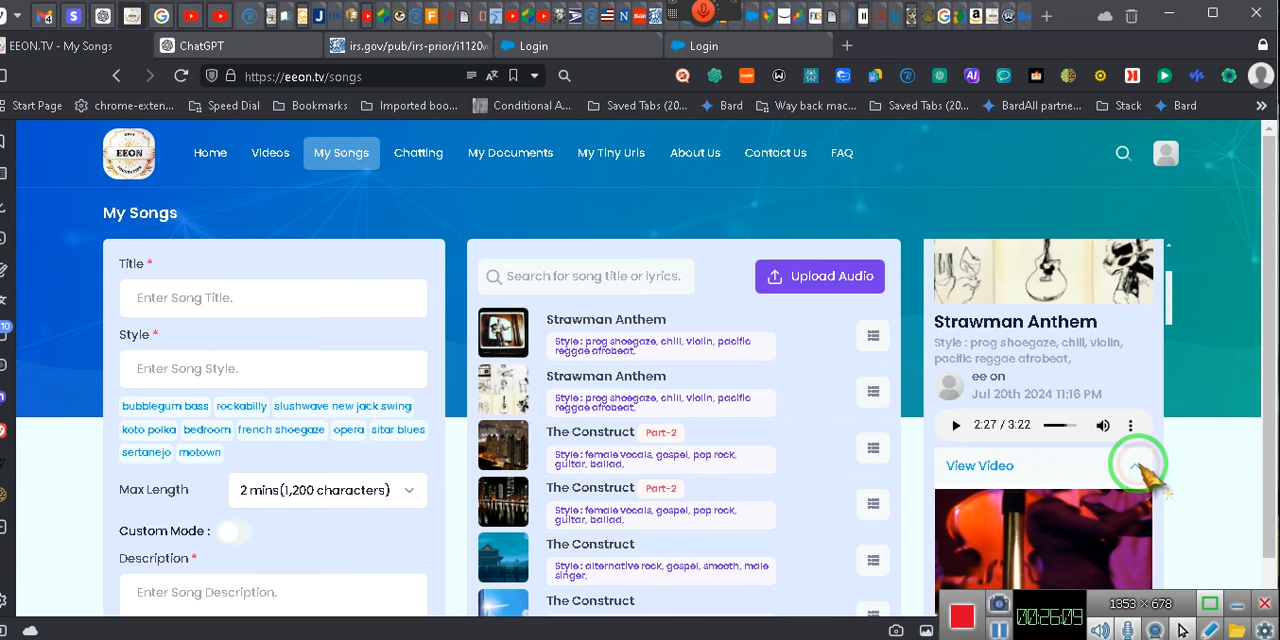 EEON.TV - My Songs
ChatGPT
irs.gov/pub/irs-prior/i1120w
Login
Login
https://eeon.tv/songs
Start Page
chrome-exten...
Speed Dial
Bookmarks
Imported boo...
Conditional A...
Saved Tabs (20...
Bard
Way back mac...
Saved Tabs (20...
BardAll partne...
Stack
Bard
EEON
Home
Videos
My Songs
Chatting
My Documents
My Tiny Urls
About Us
Contact Us
FAQ
My Songs
Title *
Enter Song Title.
Style *
Enter Song Style.
bubblegum bass rockabilly slushwave new jack swing
koto polka bedroom french shoegaze opera sitar blues
sertanejo motown
Max Length
2 mins(1,200 characters)
Custom Mode :
Description *
Enter Song Description.
Search for song title or lyrics.
Upload Audio
Strawman Anthem
Style : prog shoegaze, chill, violin, pacific
reggae afrobeat,
Strawman Anthem
Style : prog shoegaze, chill, violin, pacific
reggae afrobeat,
The Construct Part-2
Style : female vocals, gospel, pop rock,
guitar, ballad,
The Construct Part-2
Style : female vocals, gospel, pop rock,
guitar, ballad,
The Construct
Style : alternative rock, gospel, smooth, male
singer,
The Construct
Strawman Anthem
Style : prog shoegaze, chill, violin,
pacific reggae afrobeat,
ee on
Jul 20th 2024 11:16 PM
2:27 / 3:22
View Video
10
00:26:09
1353 × 678